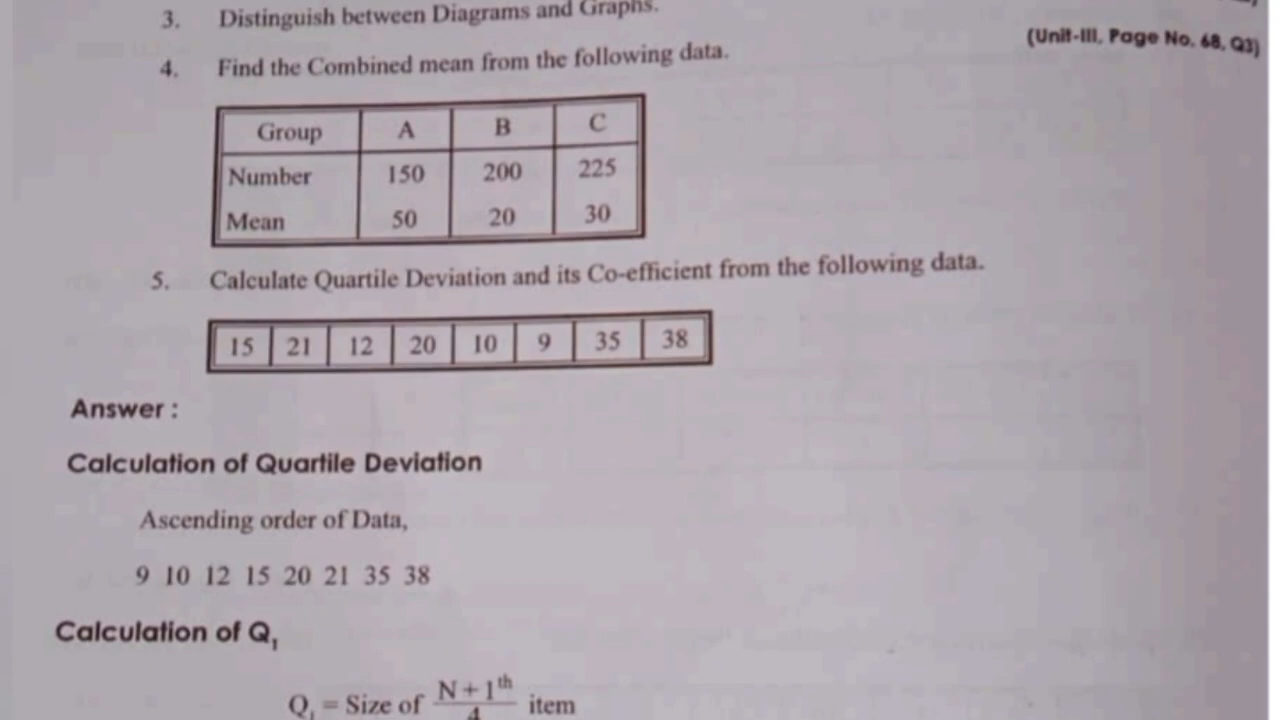 3. Distinguish between Diagrams and Graphs.
(Unit-III, Page No. 68, Q3)
4. Find the Combined mean from the following data.
Group A B C
Number 150 200 225
Mean 50 20 30
5. Calculate Quartile Deviation and its Co-efficient from the following data.
15 21 12 20 10 9 35 38
Answer :
Calculation of Quartile Deviation
Ascending order of Data,
9 10 12 15 20 21 35 38
Calculation of Q₁
Q₁ = Size of N + 1ᵗʰ / 4 item